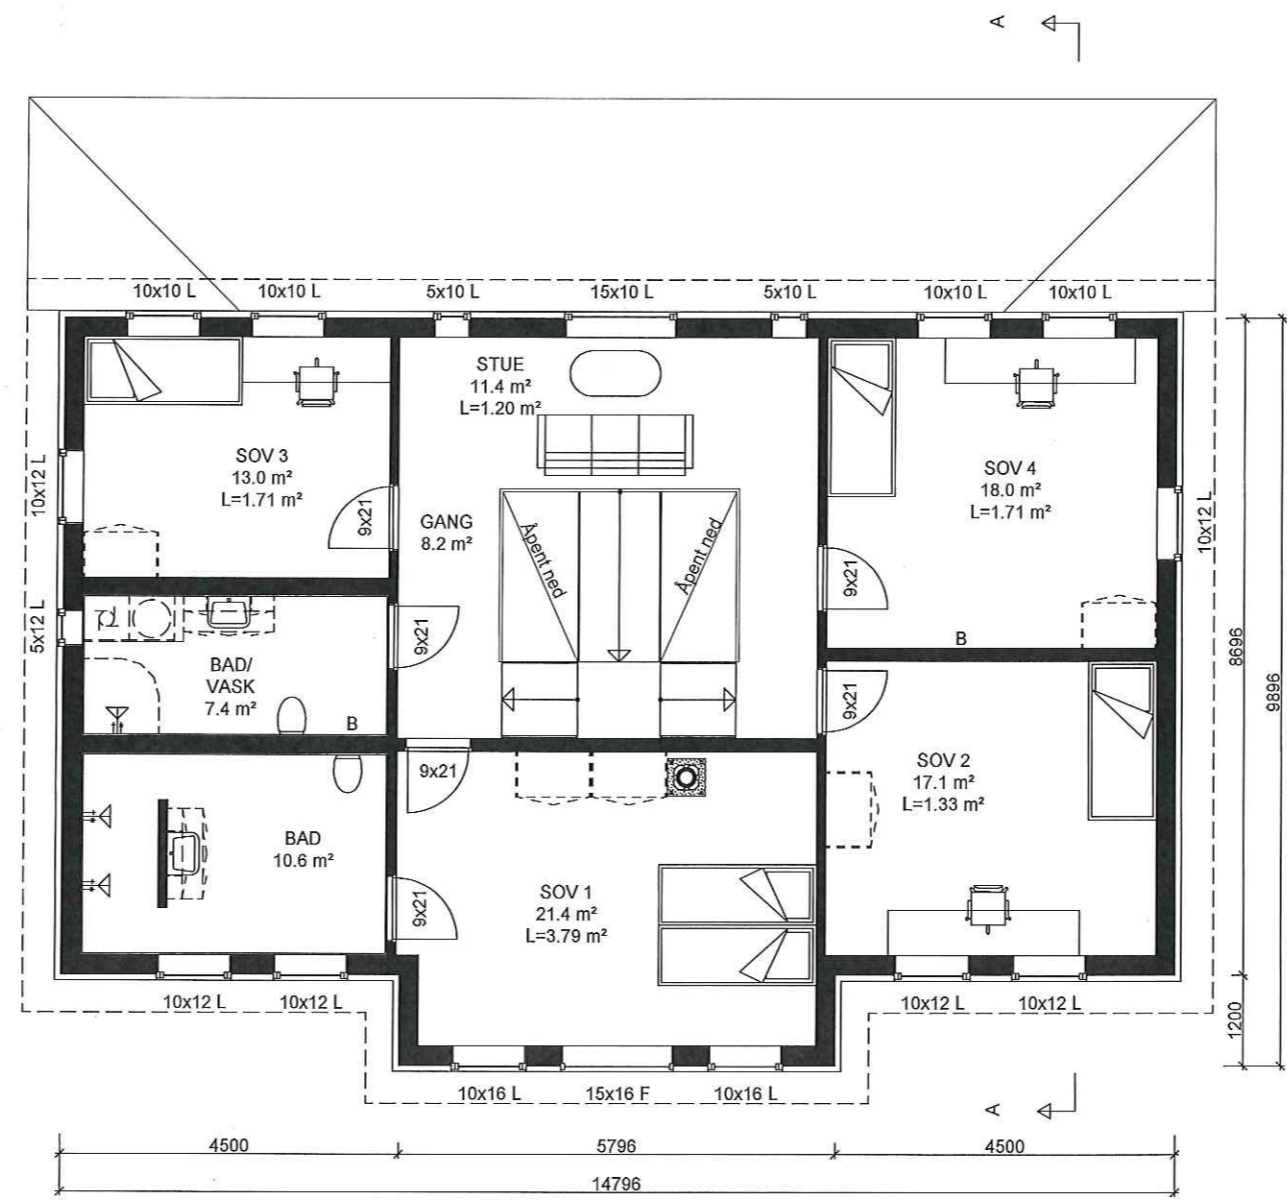 A
10x10 L
10x10 L
5x10 L
15x10 L
5x10 L
10x10 L
10x10 L
STUE
11.4 m²
L=1.20 m²
SOV 3
13.0 m²
L=1.71 m²
SOV 4
18.0 m²
L=1.71 m²
10x12 L
9x21
GANG
8.2 m²
Åpent ned
Åpent ned
10x12 L
9x21
5x12 L
9x21
B
BAD/
VASK
7.4 m²
B
9x21
8696
9896
9x21
SOV 2
17.1 m²
L=1.33 m²
BAD
10.6 m²
9x21
SOV 1
21.4 m²
L=3.79 m²
10x12 L
10x12 L
10x12 L
10x12 L
1200
10x16 L
15x16 F
10x16 L
A
4500
5796
4500
14796